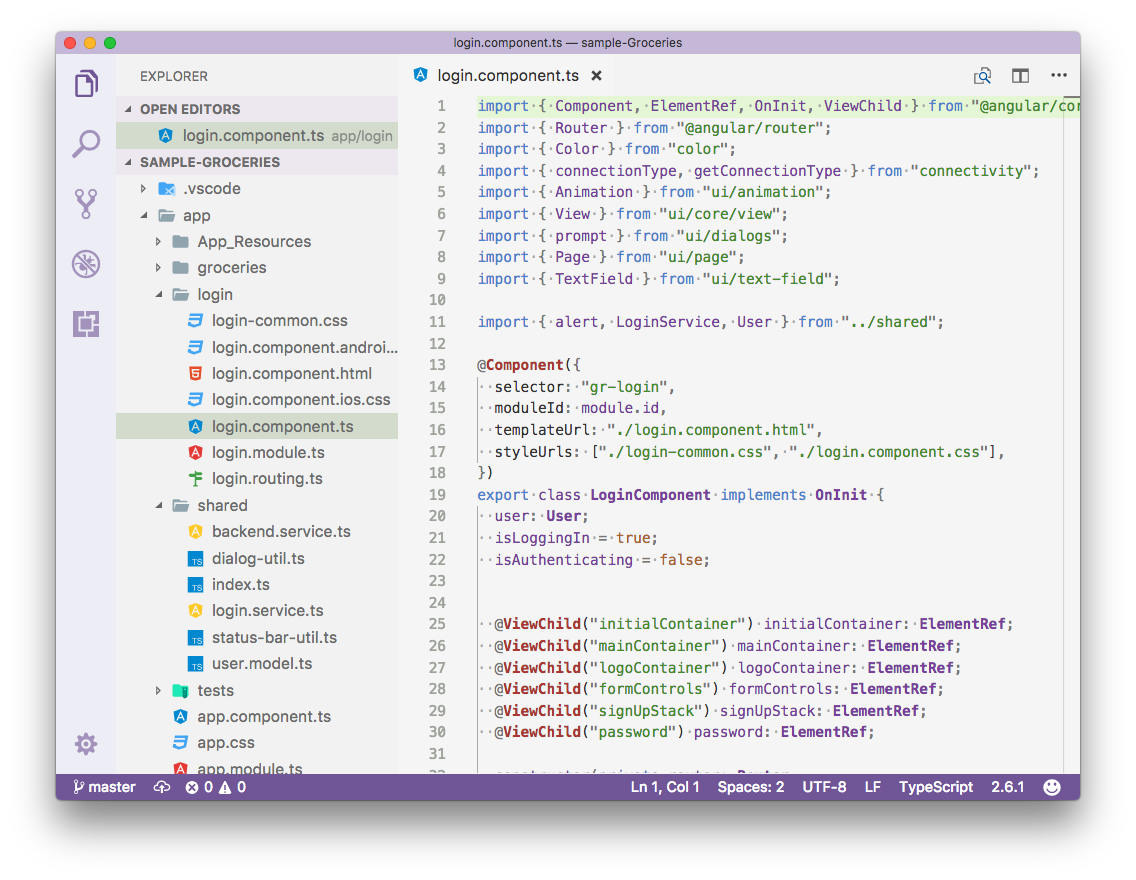 login.component.ts — sample-Groceries
EXPLORER
OPEN EDITORS
login.component.ts app/login
SAMPLE-GROCERIES
.vscode
app
App_Resources
groceries
login
login-common.css
login.component.androi...
login.component.html
login.component.ios.css
login.component.ts
login.module.ts
login.routing.ts
shared
backend.service.ts
dialog-util.ts
index.ts
login.service.ts
status-bar-util.ts
user.model.ts
tests
app.component.ts
app.css
app.module.ts
login.component.ts
1 import { Component, ElementRef, OnInit, ViewChild } from "@angular/cor
2 import { Router } from "@angular/router";
3 import { Color } from "color";
4 import { connectionType, getConnectionType } from "connectivity";
5 import { Animation } from "ui/animation";
6 import { View } from "ui/core/view";
7 import { prompt } from "ui/dialogs";
8 import { Page } from "ui/page";
9 import { TextField } from "ui/text-field";
10
11 import { alert, LoginService, User } from "../shared";
12
13 @Component({
14   selector: "gr-login",
15   moduleId: module.id,
16   templateUrl: "./login.component.html",
17   styleUrls: ["./login-common.css", "./login.component.css"],
18 })
19 export class LoginComponent implements OnInit {
20   user: User;
21   isLoggingIn = true;
22   isAuthenticating = false;
23
24
25   @ViewChild("initialContainer") initialContainer: ElementRef;
26   @ViewChild("mainContainer") mainContainer: ElementRef;
27   @ViewChild("logoContainer") logoContainer: ElementRef;
28   @ViewChild("formControls") formControls: ElementRef;
29   @ViewChild("signUpStack") signUpStack: ElementRef;
30   @ViewChild("password") password: ElementRef;
31
master 0 0 Ln 1, Col 1 Spaces: 2 UTF-8 LF TypeScript 2.6.1